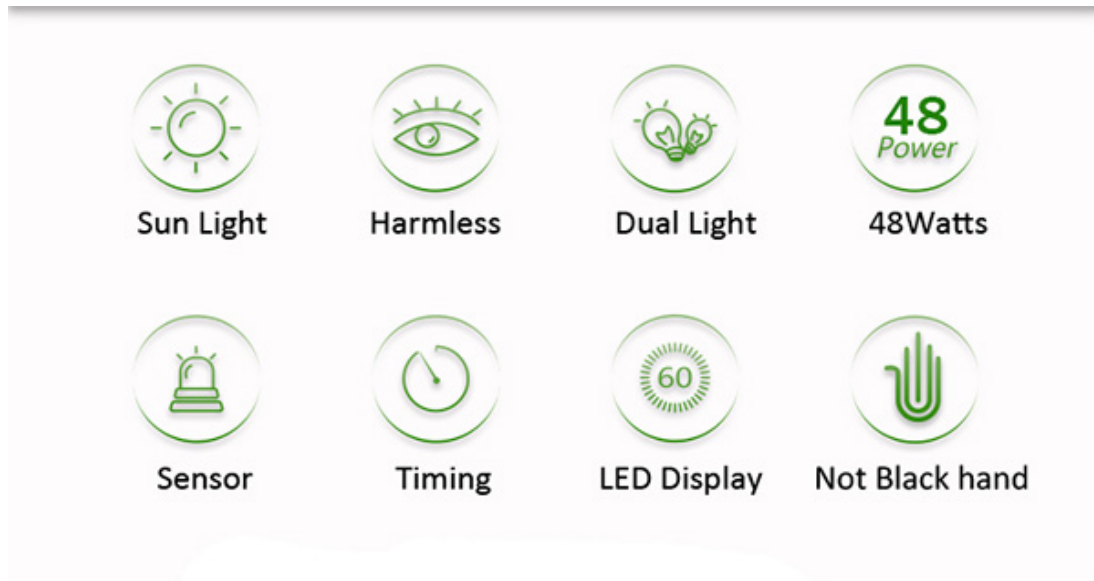 48
Power
Sun Light
Harmless
Dual Light
48Watts
60
Sensor
Timing
LED Display
Not Black hand